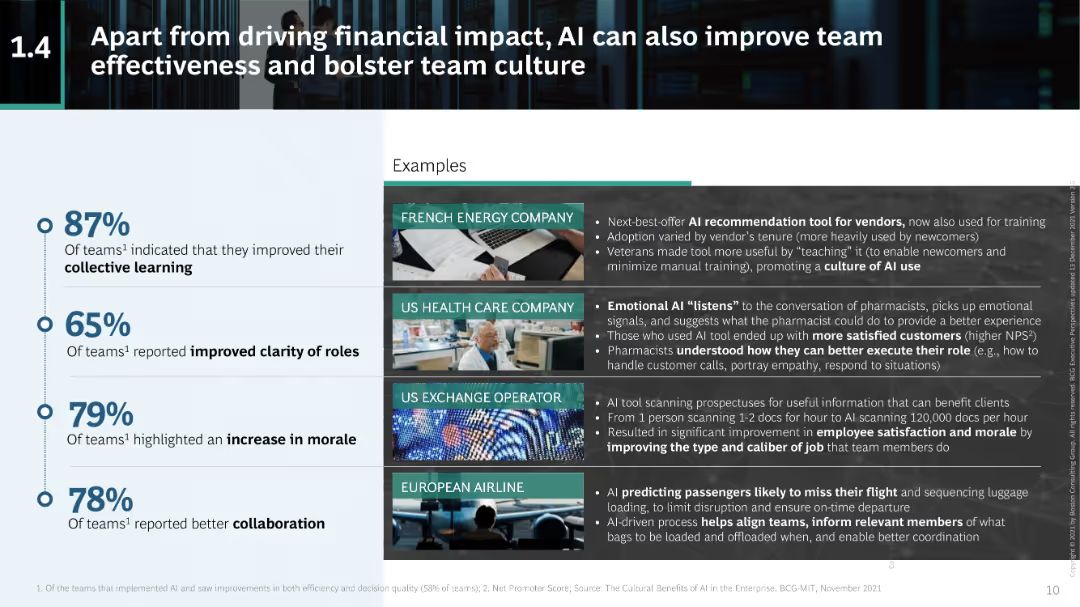 1.4
Apart from driving financial impact, AI can also improve team
effectiveness and bolster team culture
Examples
87%
Of teams¹ indicated that they improved their
collective learning
FRENCH ENERGY COMPANY
• Next-best-offer AI recommendation tool for vendors, now also used for training
• Adoption varied by vendor's tenure (more heavily used by newcomers)
• Veterans made tool more useful by "teaching" it (to enable newcomers and
minimize manual training), promoting a culture of AI use
65%
Of teams¹ reported improved clarity of roles
US HEALTH CARE COMPANY
• Emotional AI "listens" to the conversation of pharmacists, picks up emotional
signals, and suggests what the pharmacist could do to provide a better experience
• Those who used AI tool ended up with more satisfied customers (higher NPS²)
• Pharmacists understood how they can better execute their role (e.g., how to
handle customer calls, portray empathy, respond to situations)
79%
Of teams¹ highlighted an increase in morale
US EXCHANGE OPERATOR
• AI tool scanning prospectuses for useful information that can benefit clients
• From 1 person scanning 1-2 docs for hour to AI scanning 120,000 docs per hour
• Resulted in significant improvement in employee satisfaction and morale by
improving the type and caliber of job that team members do
78%
Of teams¹ reported better collaboration
EUROPEAN AIRLINE
• AI predicting passengers likely to miss their flight and sequencing luggage
loading, to limit disruption and ensure on-time departure
• AI-driven process helps align teams, inform relevant members of what
bags to be loaded and offloaded when, and enable better coordination
3
1. Of the teams that implemented AI and saw improvements in both efficiency and decision quality (58% of teams); 2. Net Promoter Score; Source: The Cultural Benefits of AI in the Enterprise, BCG-MIT, November 2021
10
Copyright © 2021 by Boston Consulting Group. All rights reserved. BCG Executive Perspectives updated 13 December 2021 Version 2.